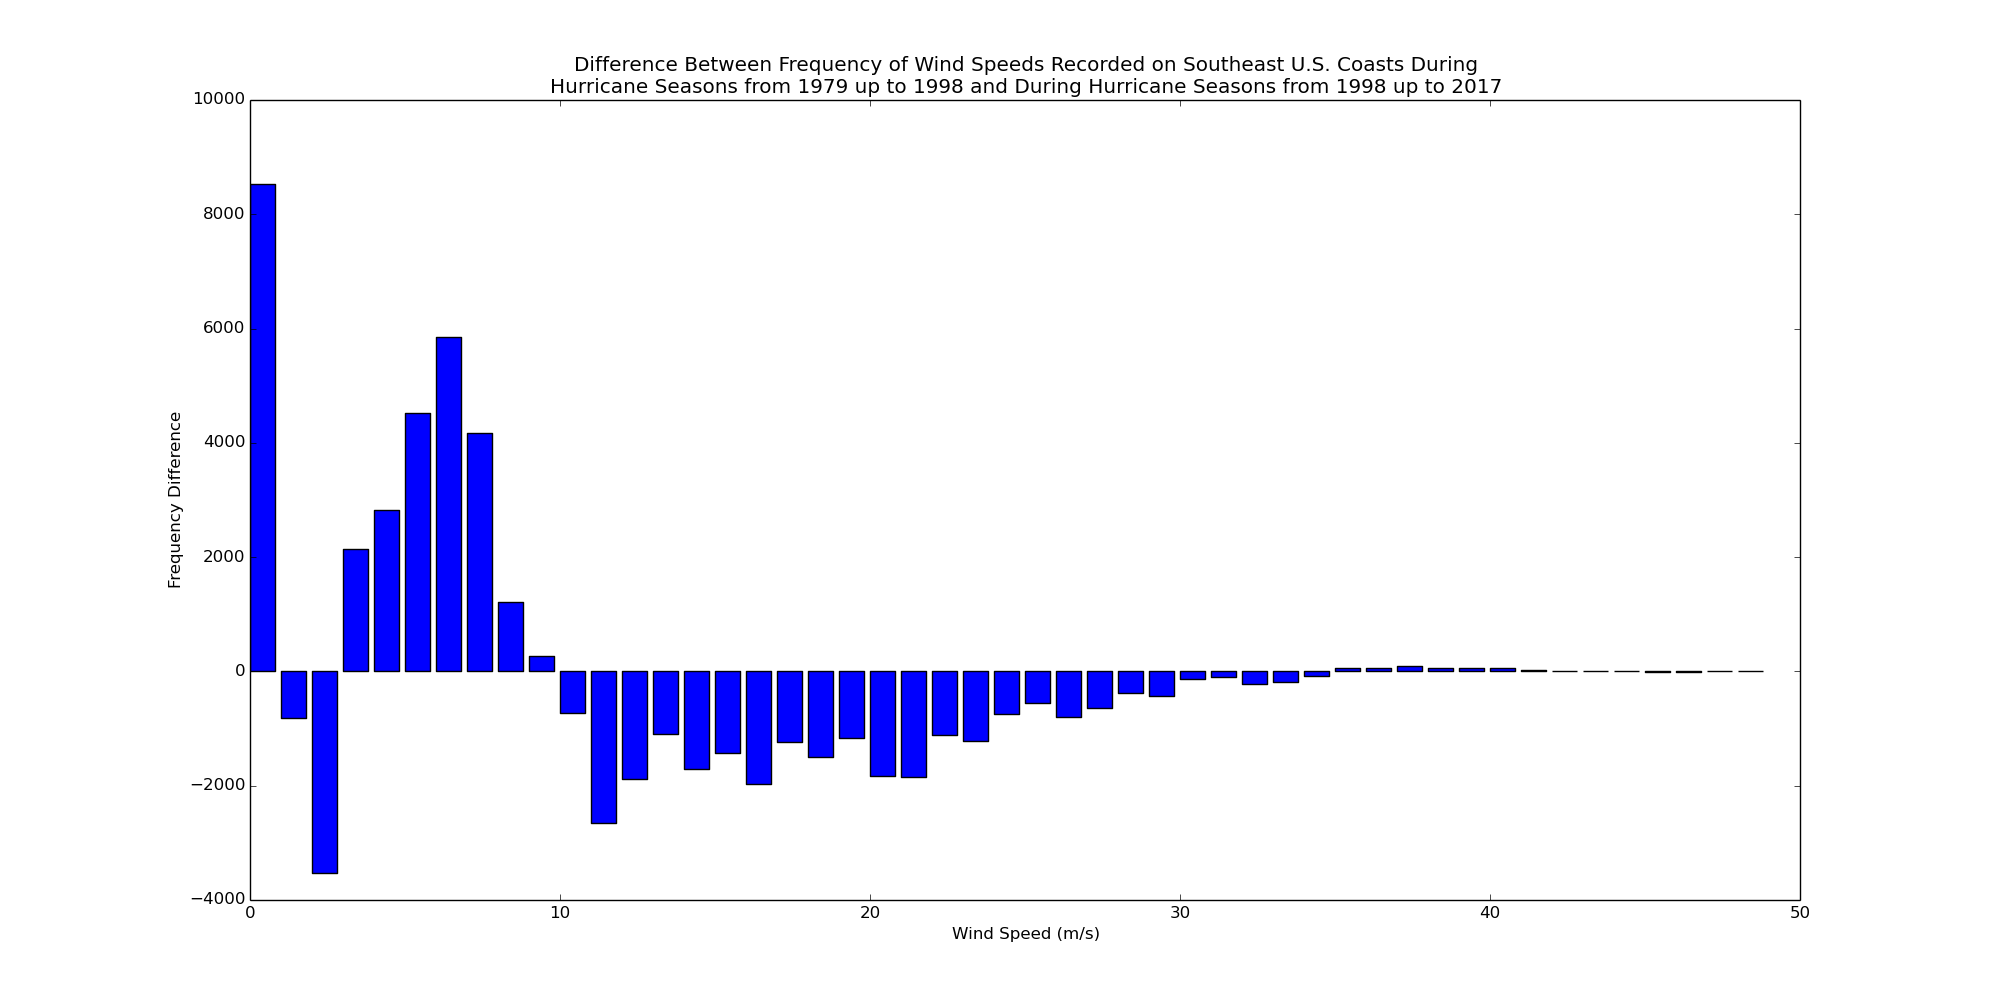 Difference Between Frequency of Wind Speeds Recorded on Southeast U.S. Coasts During
Hurricane Seasons from 1979 up to 1998 and During Hurricane Seasons from 1998 up to 2017
10000
8000
6000
4000
2000
0
−2000
−4000
Frequency Difference
0 10 20 30 40 50
Wind Speed (m/s)